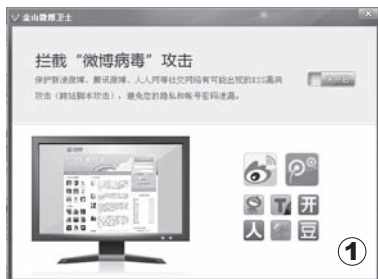 金山微博卫士
拦截“微博病毒”攻击
保护新浪微博、腾讯微博、人人网等社交网络有可能出现的XSS漏洞
攻击（跨站脚本攻击），避免您的隐私和帐号密码泄漏。
开
人 豆
①